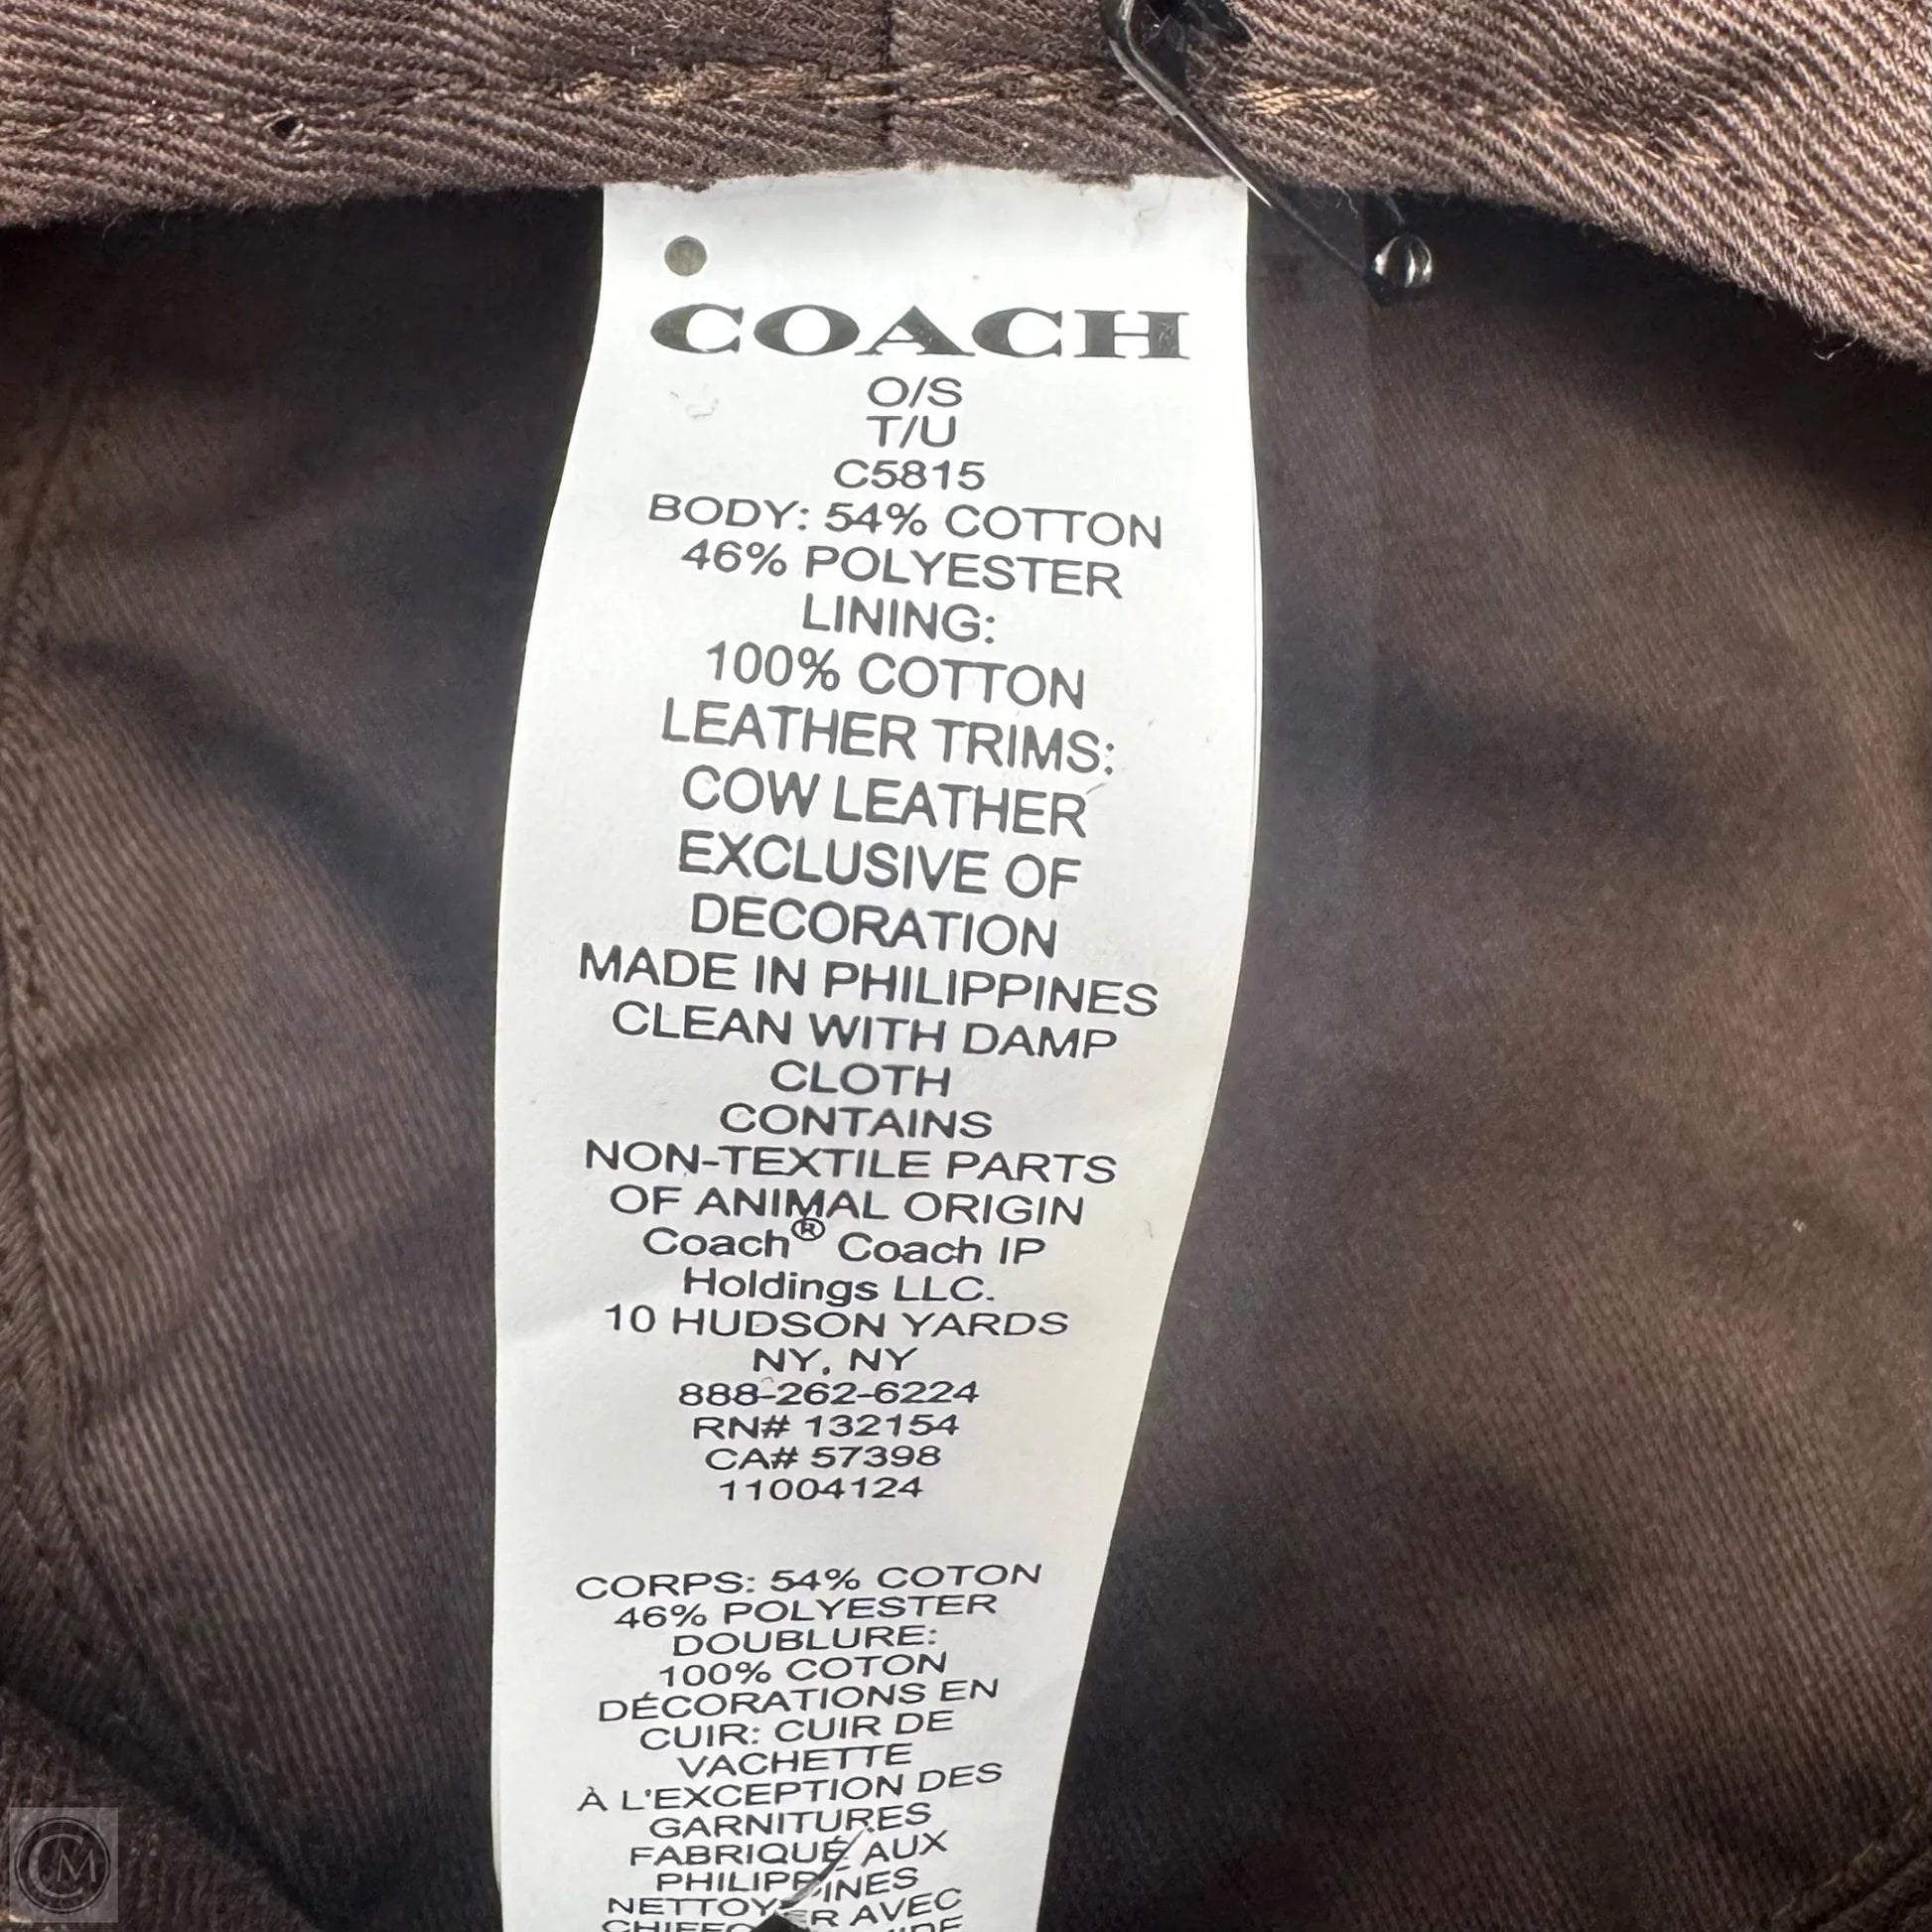 COACH
O/S
T/U
C5815
BODY: 54% COTTON
46% POLYESTER
LINING:
100% COTTON
LEATHER TRIMS:
COW LEATHER
EXCLUSIVE OF
DECORATION
MADE IN PHILIPPINES
CLEAN WITH DAMP
CLOTH
CONTAINS
NON-TEXTILE PARTS
OF ANIMAL ORIGIN
Coach® Coach IP
Holdings LLC.
10 HUDSON YARDS
NY, NY
888-262-6224
RN# 132154
CA# 57398
11004124
CORPS: 54% COTON
46% POLYESTER
DOUBLURE:
100% COTON
DÉCORATIONS EN
CUIR: CUIR DE
VACHETTE
À L'EXCEPTION DES
GARNITURES
FABRIQUÉ AUX
PHILIPPINES
NETTOYER AVEC
CM